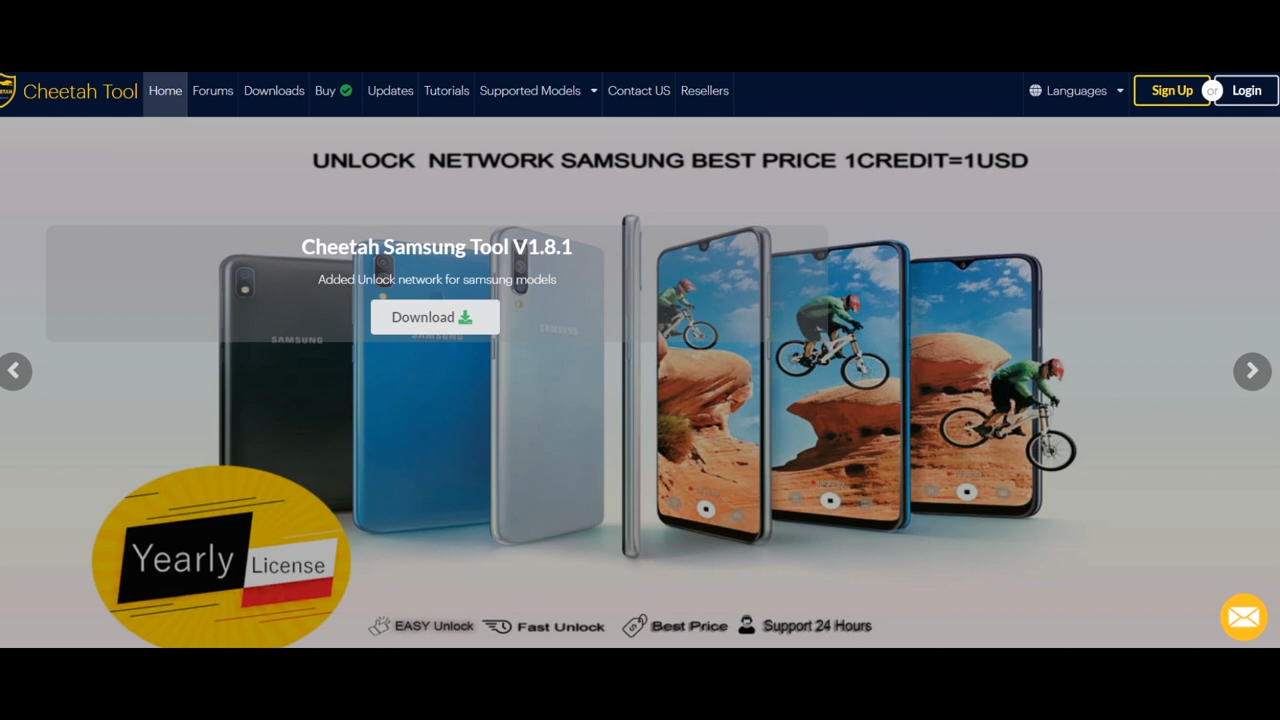 Cheetah Tool Home Forums Downloads Buy Updates Tutorials Supported Models Contact US Resellers Languages Sign Up or Login
UNLOCK NETWORK SAMSUNG BEST PRICE 1CREDIT=1USD
Cheetah Samsung Tool V1.8.1
Added Unlock network for samsung models
Download
SAMSUNG
SAMSUNG
SAMSUNG
Yearly License
EASY Unlock Fast Unlock Best Price Support 24 Hours